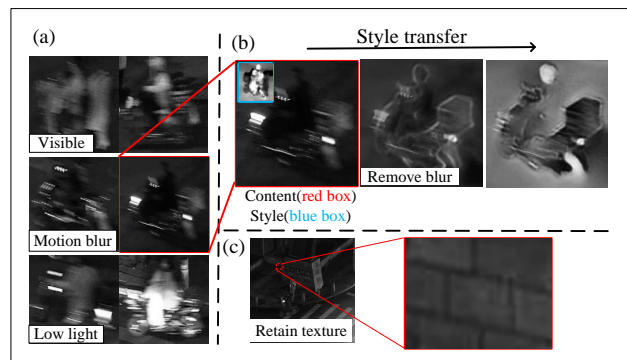 (a)
Visible
Motion blur
Low light
(b)
Style transfer
Remove blur
Content(red box)
Style(blue box)
(c)
Retain texture